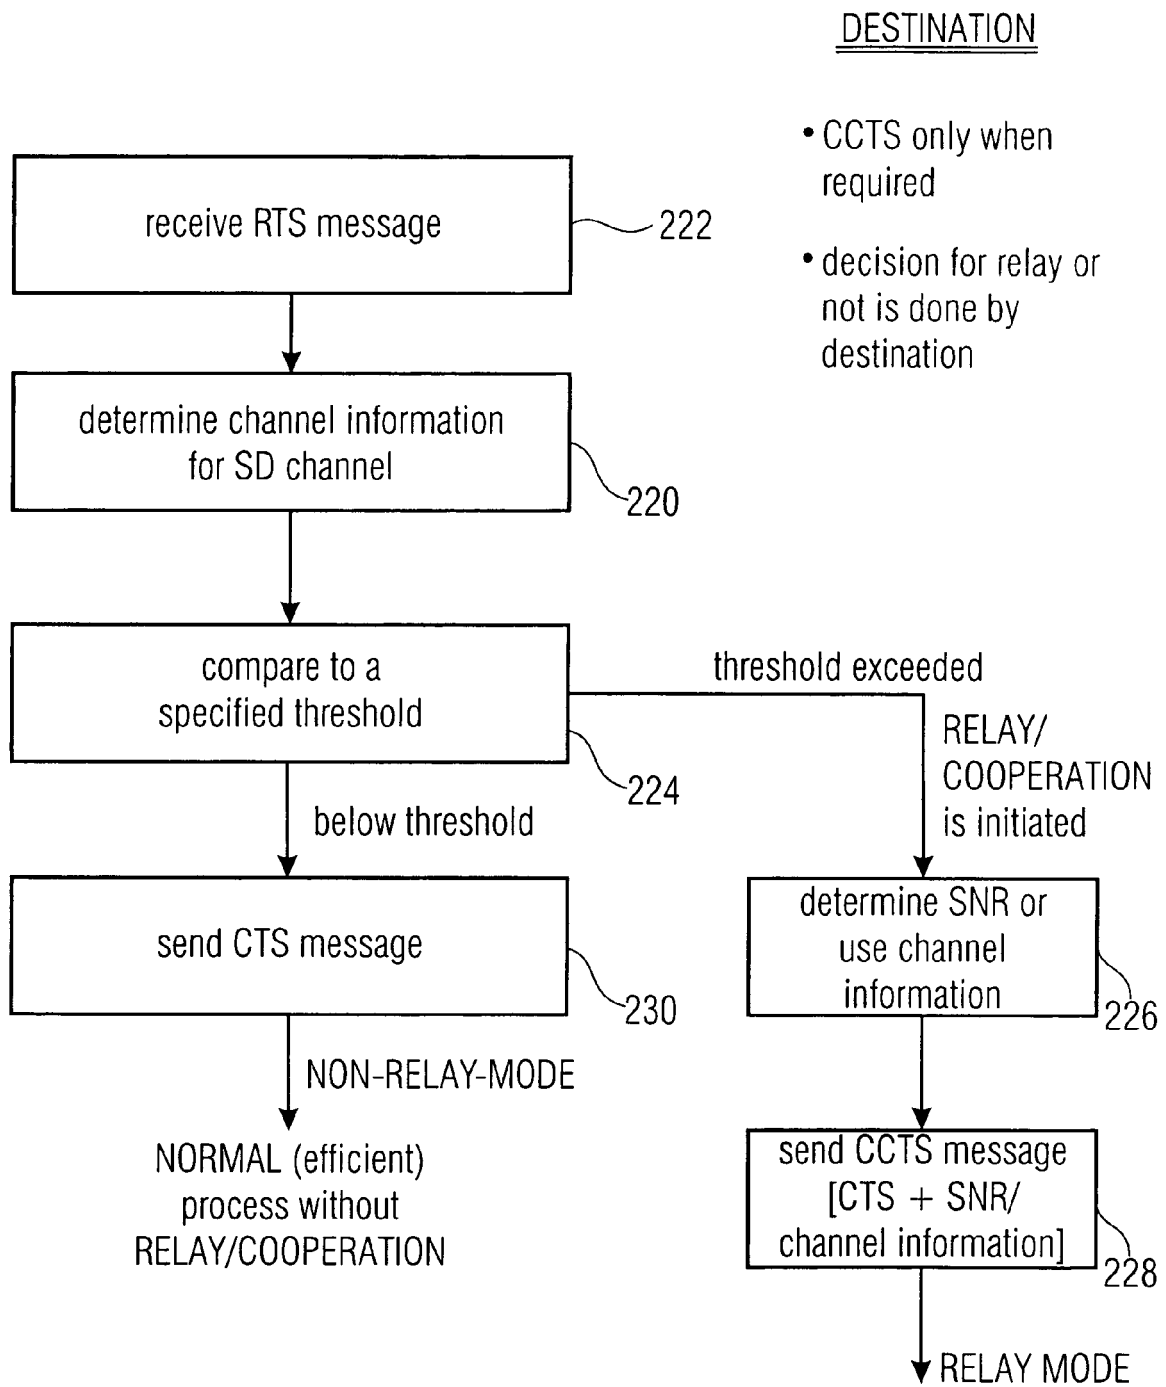 DESTINATION
• CCTS only when
required
• decision for relay or
not is done by
destination
receive RTS message
222
determine channel information
for SD channel
220
compare to a
specified threshold
224
threshold exceeded
RELAY/
COOPERATION
is initiated
below threshold
send CTS message
230
NON-RELAY-MODE
NORMAL (efficient)
process without
RELAY/COOPERATION
determine SNR or
use channel
information
226
send CCTS message
[CTS + SNR/
channel information]
228
RELAY MODE